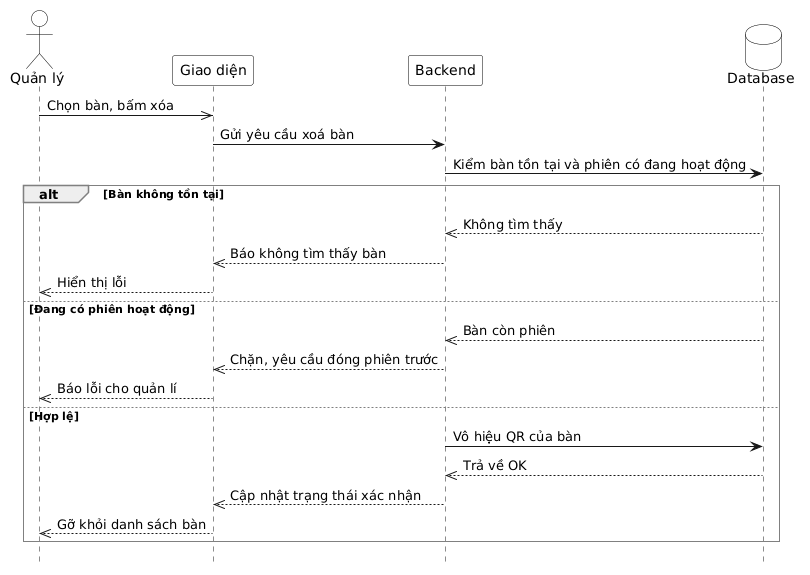 Quản lý
Giao diện
Backend
Database
Chọn bàn, bấm xóa
Gửi yêu cầu xoá bàn
Kiểm bàn tồn tại và phiên có đang hoạt động
alt [Bàn không tồn tại]
Không tìm thấy
Báo không tìm thấy bàn
Hiển thị lỗi
[Đang có phiên hoạt động]
Bàn còn phiên
Chặn, yêu cầu đóng phiên trước
Báo lỗi cho quản lí
[Hợp lệ]
Vô hiệu QR của bàn
Trả về OK
Cập nhật trạng thái xác nhận
Gỡ khỏi danh sách bàn